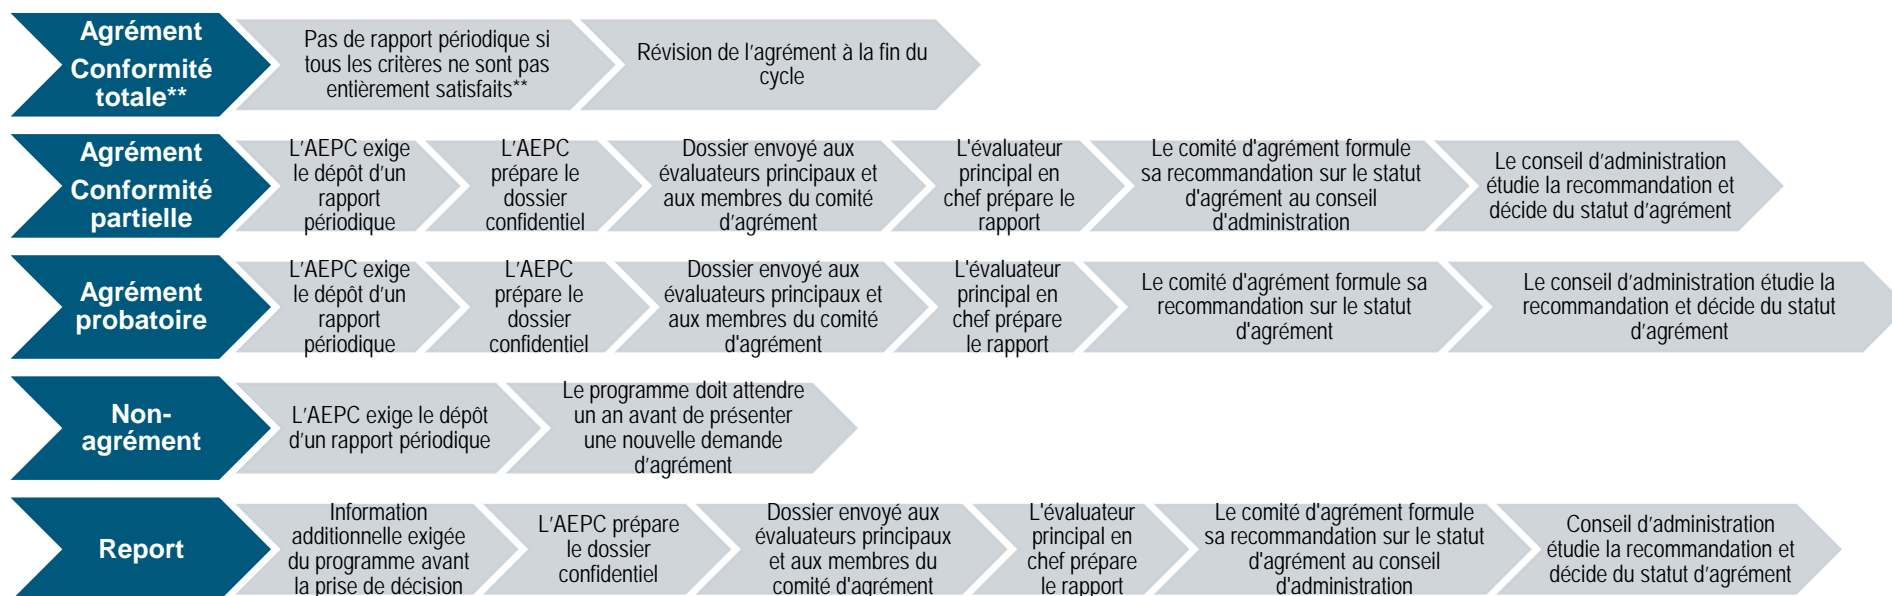 Agrément
Conformité
totale**
Pas de rapport périodique si
tous les critères ne sont pas
entièrement satisfaits**
Révision de l'agrément à la fin du
cycle
Agrément
Conformité
partielle
L'AEPC exige
le dépôt d'un
rapport
périodique
L'AEPC
prépare le
dossier
confidentiel
Dossier envoyé aux
évaluateurs principaux et
aux membres du comité
d'agrément
L'évaluateur
principal en
chef prépare le
rapport
Le comité d'agrément formule
sa recommandation sur le statut
d'agrément au conseil
d'administration
Le conseil d'administration
étudie la recommandation et
décide du statut d'agrément
Agrément
probatoire
L'AEPC exige
le dépôt d'un
rapport
périodique
L'AEPC
prépare le
dossier
confidentiel
Dossier envoyé aux
évaluateurs principaux et
aux membres du comité
d'agrément
L'évaluateur
principal en
chef prépare
le rapport
Le comité d'agrément formule sa
recommandation sur le statut
d'agrément
Le conseil d'administration étudie la
recommandation et décide du statut
d'agrément
Non-
agrément
L'AEPC exige le dépôt
d'un rapport périodique
Le programme doit attendre
un an avant de présenter
une nouvelle demande
d'agrément
Report
Information
additionnelle exigée
du programme avant
la prise de décision
L'AEPC prépare
le dossier
confidentiel
Dossier envoyé aux
évaluateurs principaux
et aux membres du
comité d'agrément
L'évaluateur
principal en
chef prépare
le rapport
Le comité d'agrément formule
sa recommandation sur le statut
d'agrément au conseil
d'administration
Conseil d'administration
étudie la recommandation et
décide du statut d'agrément